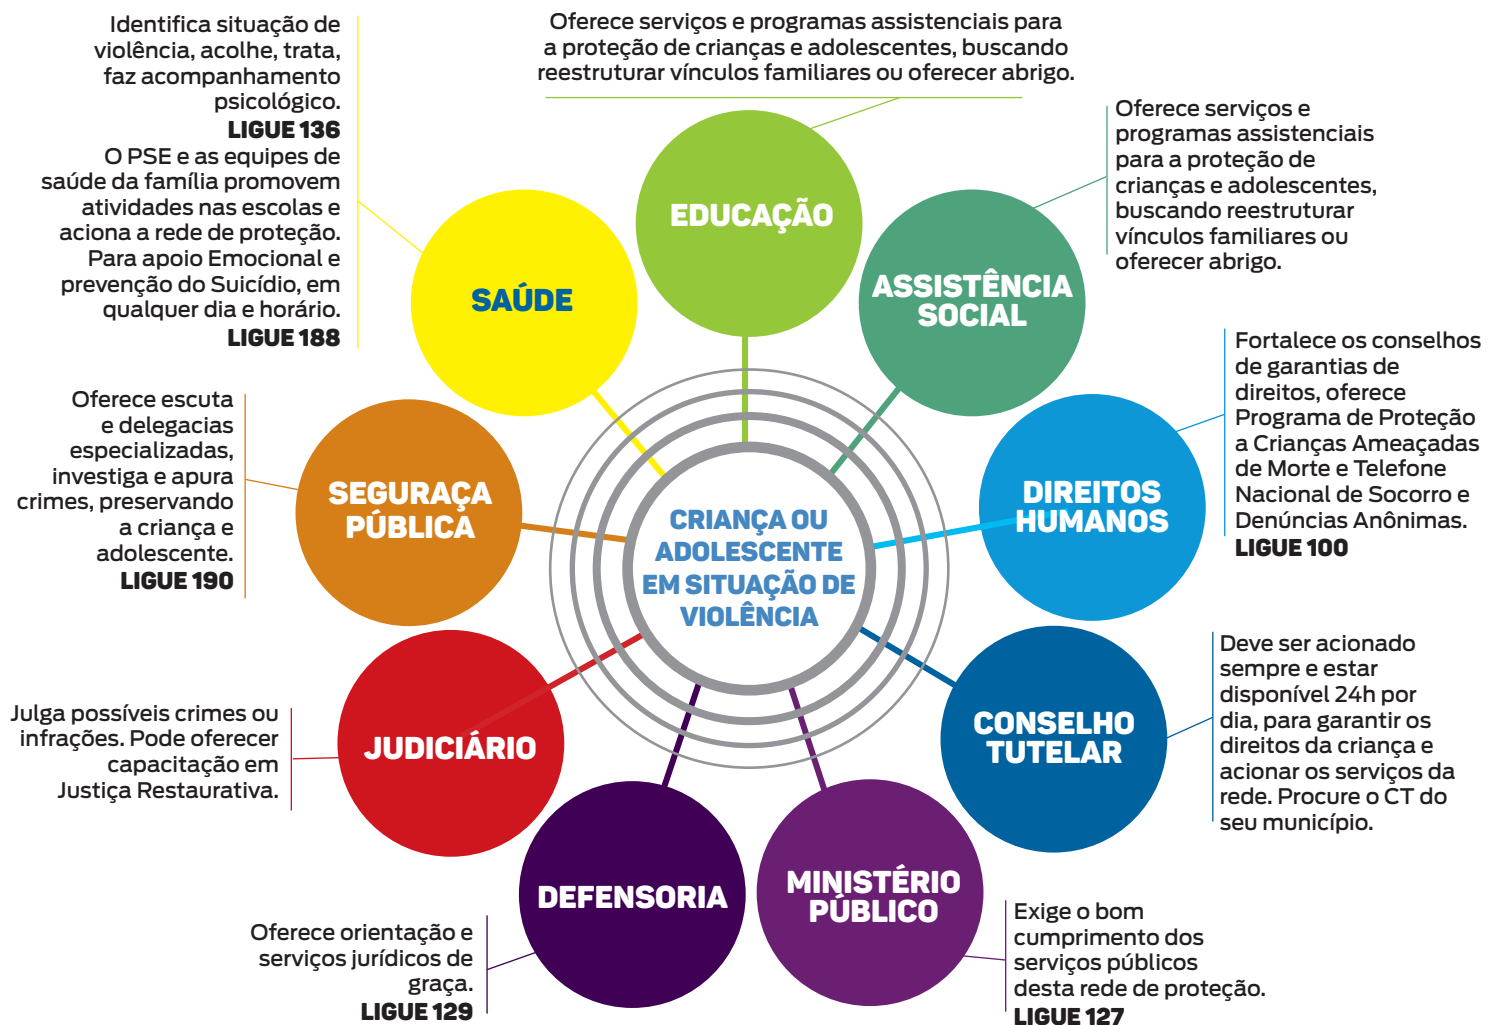 Identifica situação de
violência, acolhe, trata,
faz acompanhamento
psicológico.
LIGUE 136
O PSE e as equipes de
saúde da família promovem
atividades nas escolas e
aciona a rede de proteção.
Para apoio Emocional e
prevenção do Suicídio, em
qualquer dia e horário.
LIGUE 188
SAÚDE
Oferece serviços e programas assistenciais para
a proteção de crianças e adolescentes, buscando
reestruturar vínculos familiares ou oferecer abrigo.
EDUCAÇÃO
Oferece serviços e
programas assistenciais
para a proteção de
crianças e adolescentes,
buscando reestruturar
vínculos familiares ou
oferecer abrigo.
ASSISTÊNCIA
SOCIAL
Fortalece os conselhos
de garantias de
direitos, oferece
Programa de Proteção
a Crianças Ameaçadas
de Morte e Telefone
Nacional de Socorro e
Denúncias Anônimas.
LIGUE 100
DIREITOS
HUMANOS
Oferece escuta
e delegacias
especializadas,
investiga e apura
crimes, preservando
a criança e
adolescente.
LIGUE 190
SEGURAÇA
PÚBLICA
CRIANÇA OU
ADOLESCENTE
EM SITUAÇÃO DE
VIOLÊNCIA
Deve ser acionado
sempre e estar
disponível 24h por
dia, para garantir os
direitos da criança e
acionar os serviços da
rede. Procure o CT do
seu município.
CONSELHO
TUTELAR
Julga possíveis crimes ou
infrações. Pode oferecer
capacitação em
Justiça Restaurativa.
JUDICIÁRIO
DEFENSORIA
Oferece orientação e
serviços jurídicos de
graça.
LIGUE 129
MINISTÉRIO
PÚBLICO
Exige o bom
cumprimento dos
serviços públicos
desta rede de proteção.
LIGUE 127